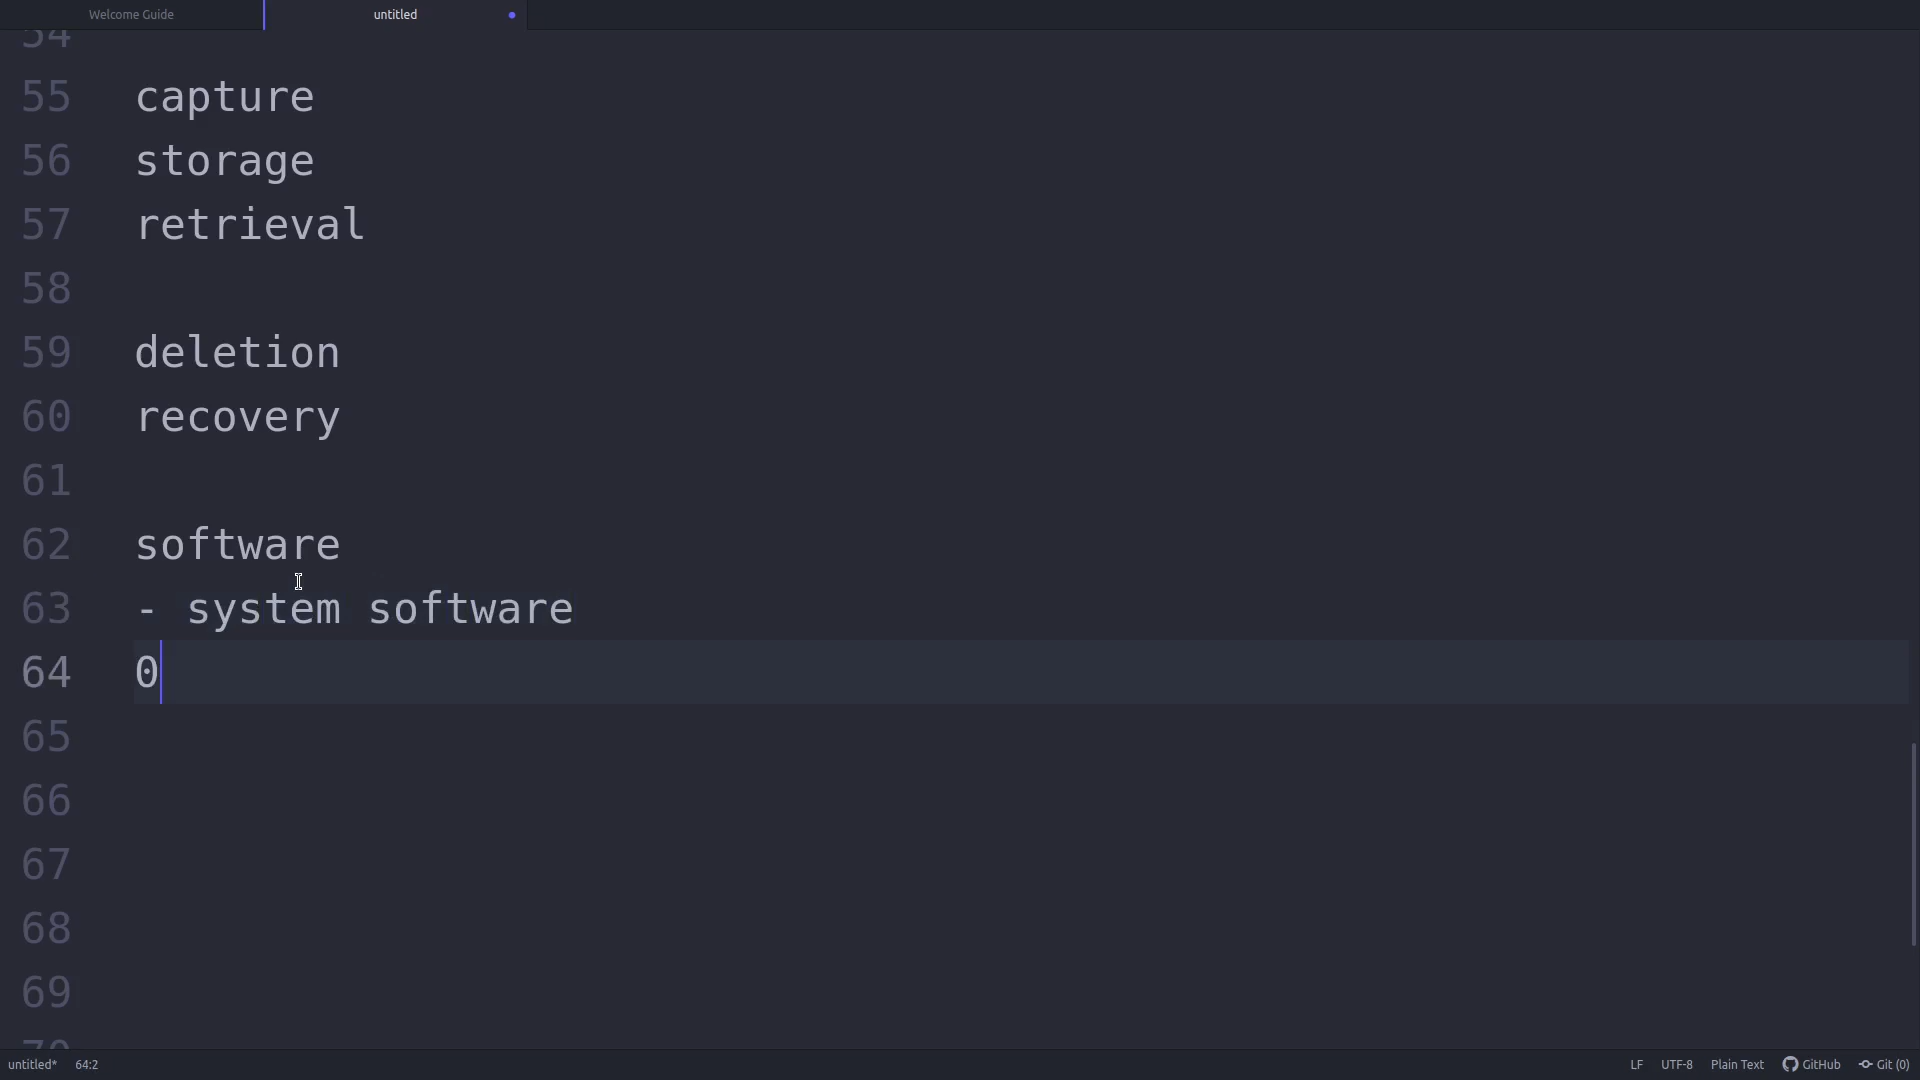 Welcome Guide
untitled
54
55 capture
56 storage
57 retrieval
58
59 deletion
60 recovery
61
62 software
63 - system software
64 0
65
66
67
68
69
70
untitled* 64:2 LF UTF-8 Plain Text GitHub Git (0)